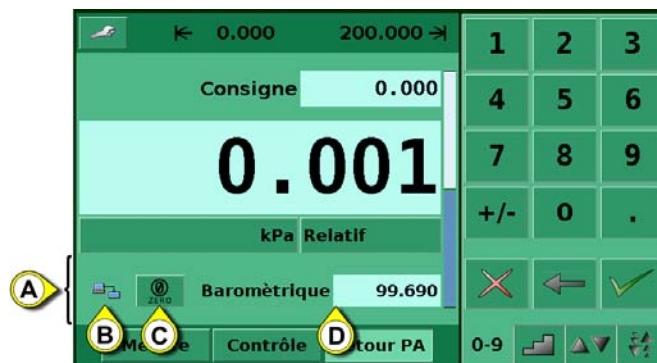 0.000 200.000
Consigne 0.000
0.001
kPa Relatif
A
B
C
D
0 ZERO
Baromètrique 99.690
Contrôle
PA
1 2 3
4 5 6
7 8 9
+/- 0 .
0-9